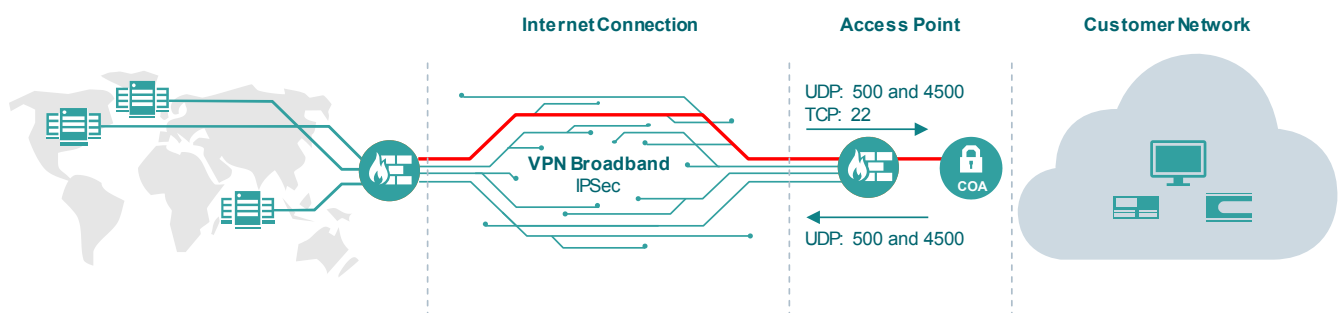 Internet Connection
Access Point
Customer Network
UDP: 500 and 4500
TCP: 22
VPN Broadband
IPSec
COA
UDP: 500 and 4500